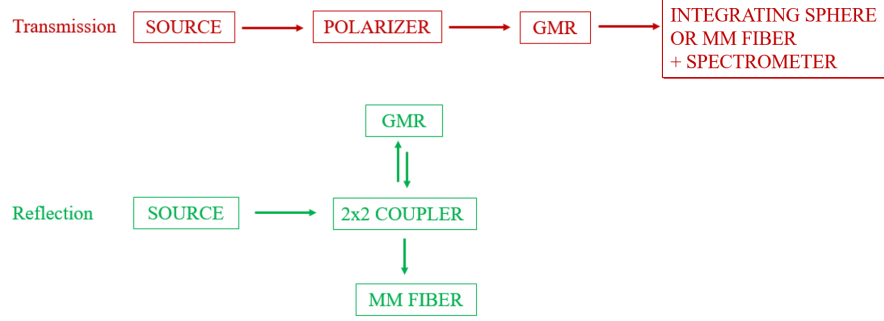 Transmission SOURCE POLARIZER GMR INTEGRATING SPHERE
OR MM FIBER
+ SPECTROMETER
GMR
Reflection SOURCE 2x2 COUPLER
MM FIBER